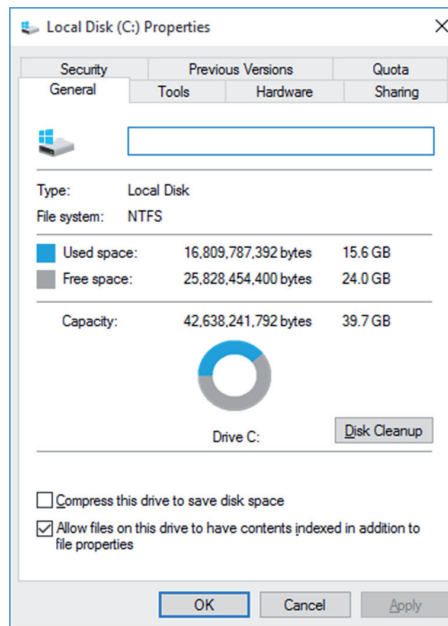 Local Disk (C:) Properties
Security Previous Versions Quota
General Tools Hardware Sharing
Type: Local Disk
File system: NTFS
Used space: 16,809,787,392 bytes 15.6 GB
Free space: 25,828,454,400 bytes 24.0 GB
Capacity: 42,638,241,792 bytes 39.7 GB
Drive C: Disk Cleanup
Compress this drive to save disk space
Allow files on this drive to have contents indexed in addition to
file properties
OK Cancel Apply